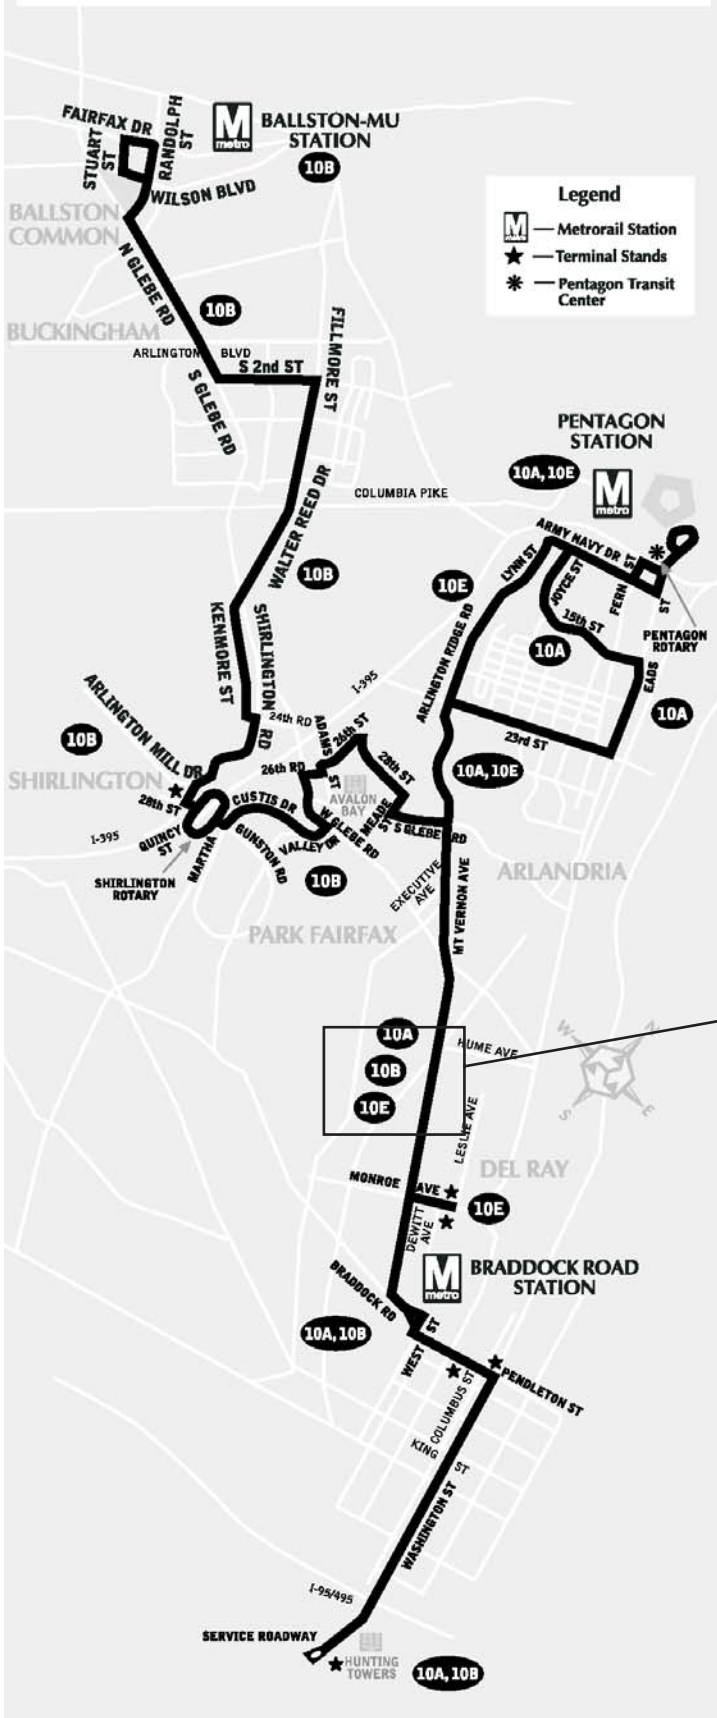 FAIRFAX DR
STUART
ST
RANDOLPH
ST
M
metro
BALLSTON-MU
STATION
10B
WILSON BLVD
BALLSTON
COMMON
Legend
M
— Metrorail Station
— Terminal Stands
— Pentagon Transit
Center
N GLEBE RD
10B
BUCKINGHAM
ARLINGTON BLVD
S 2nd ST
FILLMORE ST
S GLEBE RD
PENTAGON
STATION
10A, 10E
M
metro
COLUMBIA PIKE
WALTER REED DR
ARMY NAVY DR
LYNN ST
JOYCE ST
FERN ST
ST
EADS
15th ST
PENTAGON
ROTARY
10B
10E
10A
10A
KENMORE ST
SHIRLINGTON
RD
ARLINGTON RIDGE RD
I-395
23rd ST
24th RD
ADAMS
ST
26th ST
28th ST
10A, 10E
ARLINGTON MILL DR
10B
SHIRLINGTON
26th RD
AVALON
BAY
28th ST
CUSTIS DR
W GLEBE RD
MEADE
ST
S GLEBE RD
I-395
QUINCY
ST
MARTHA
GUNSTON RD
VALLEY DR
SHIRLINGTON
ROTARY
10B
EXECUTIVE
AVE
ARLANDRIA
MT VERNON AVE
PARK FAIRFAX
10A
10B
10E
HUME AVE
W
N
S
E
LESLIE AVE
DEL RAY
MONROE AVE
10E
DEWITT
AVE
M
metro
BRADDOCK ROAD
STATION
BRADDOCK RD
10A, 10B
WEST ST
PENDLETON ST
COLUMBUS ST
KING ST
WASHINGTON ST
I-95/495
SERVICE ROADWAY
HUNTING
TOWERS
10A, 10B